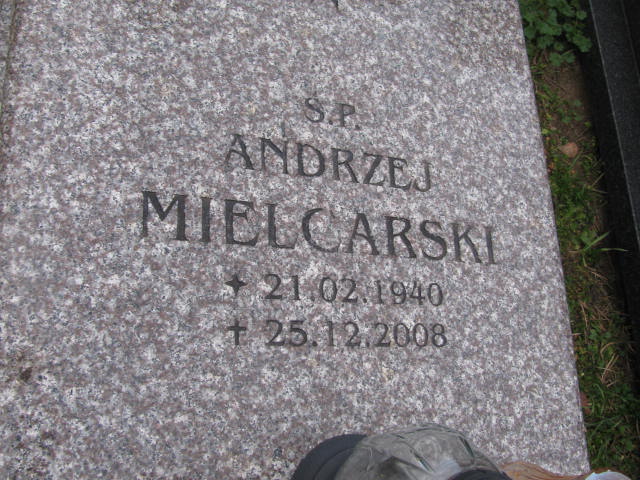 Ś.P.
ANDRZEJ
MIELCARSKI
21.02.1940
25.12.2008